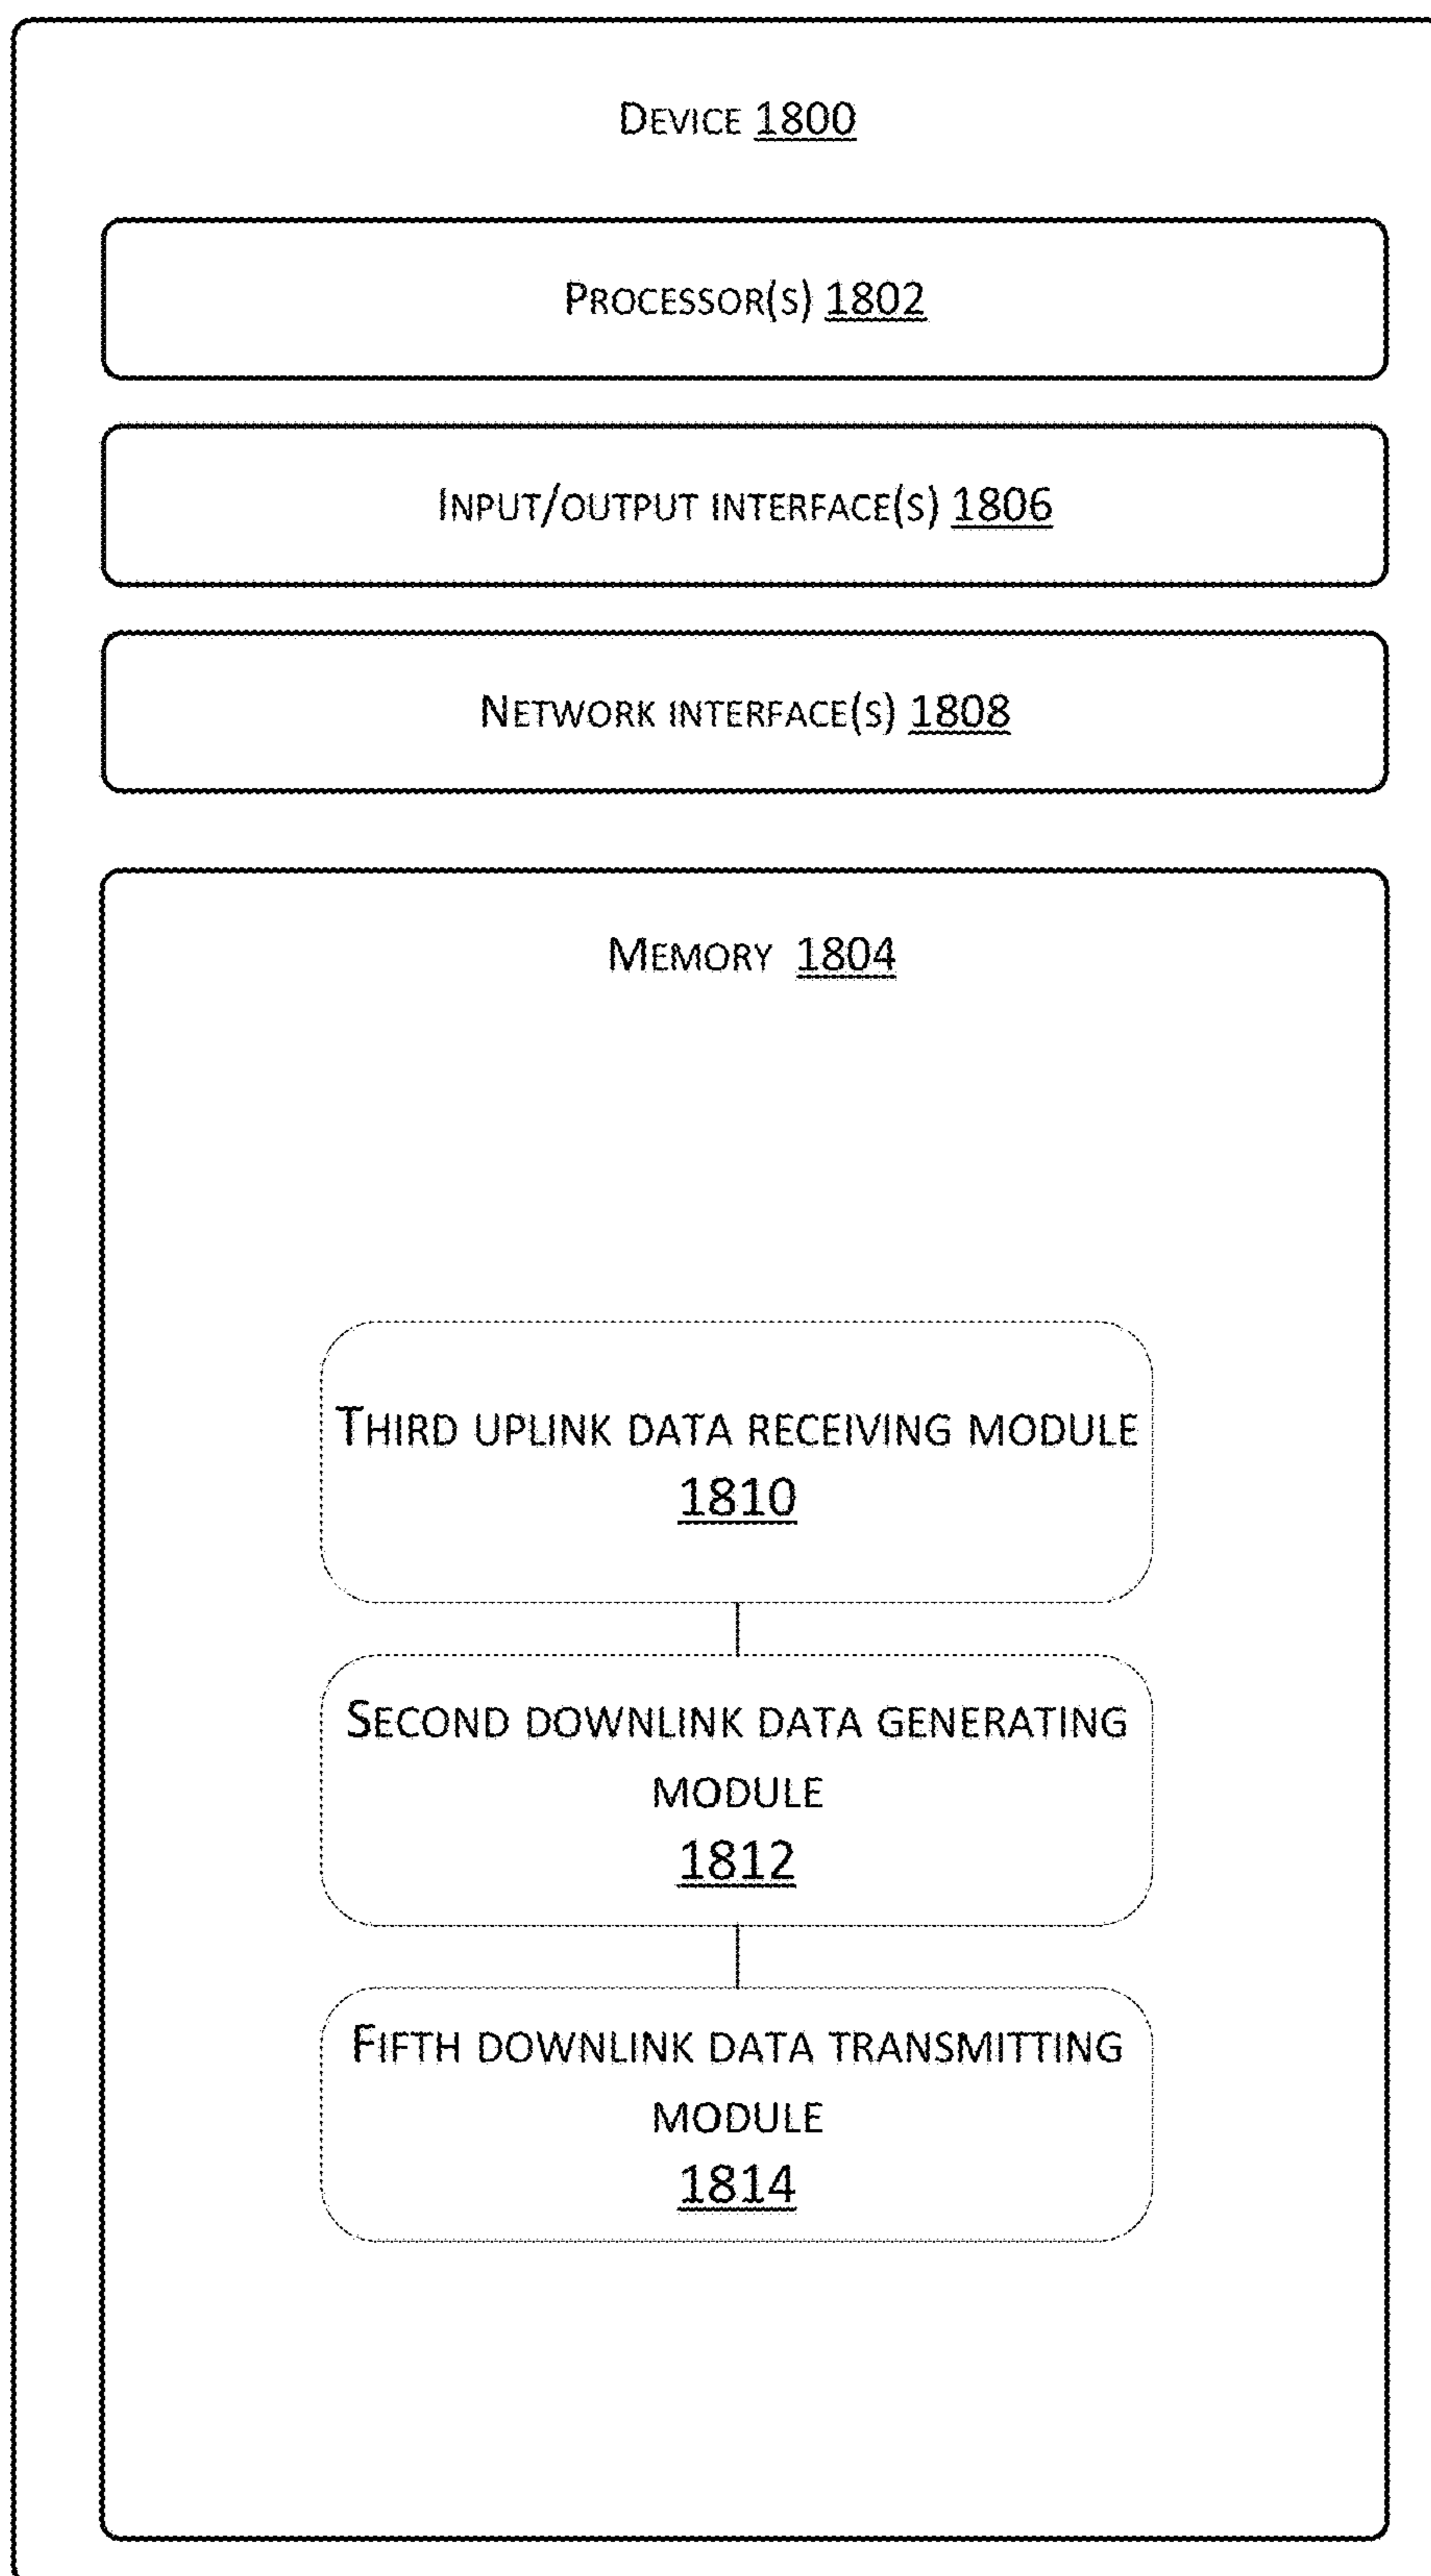 DEVICE 1800
PROCESSOR(S) 1802
INPUT/OUTPUT INTERFACE(S) 1806
NETWORK INTERFACE(S) 1808
MEMORY 1804
THIRD UPLINK DATA RECEIVING MODULE
1810
SECOND DOWNLINK DATA GENERATING
MODULE
1812
FIFTH DOWNLINK DATA TRANSMITTING
MODULE
1814